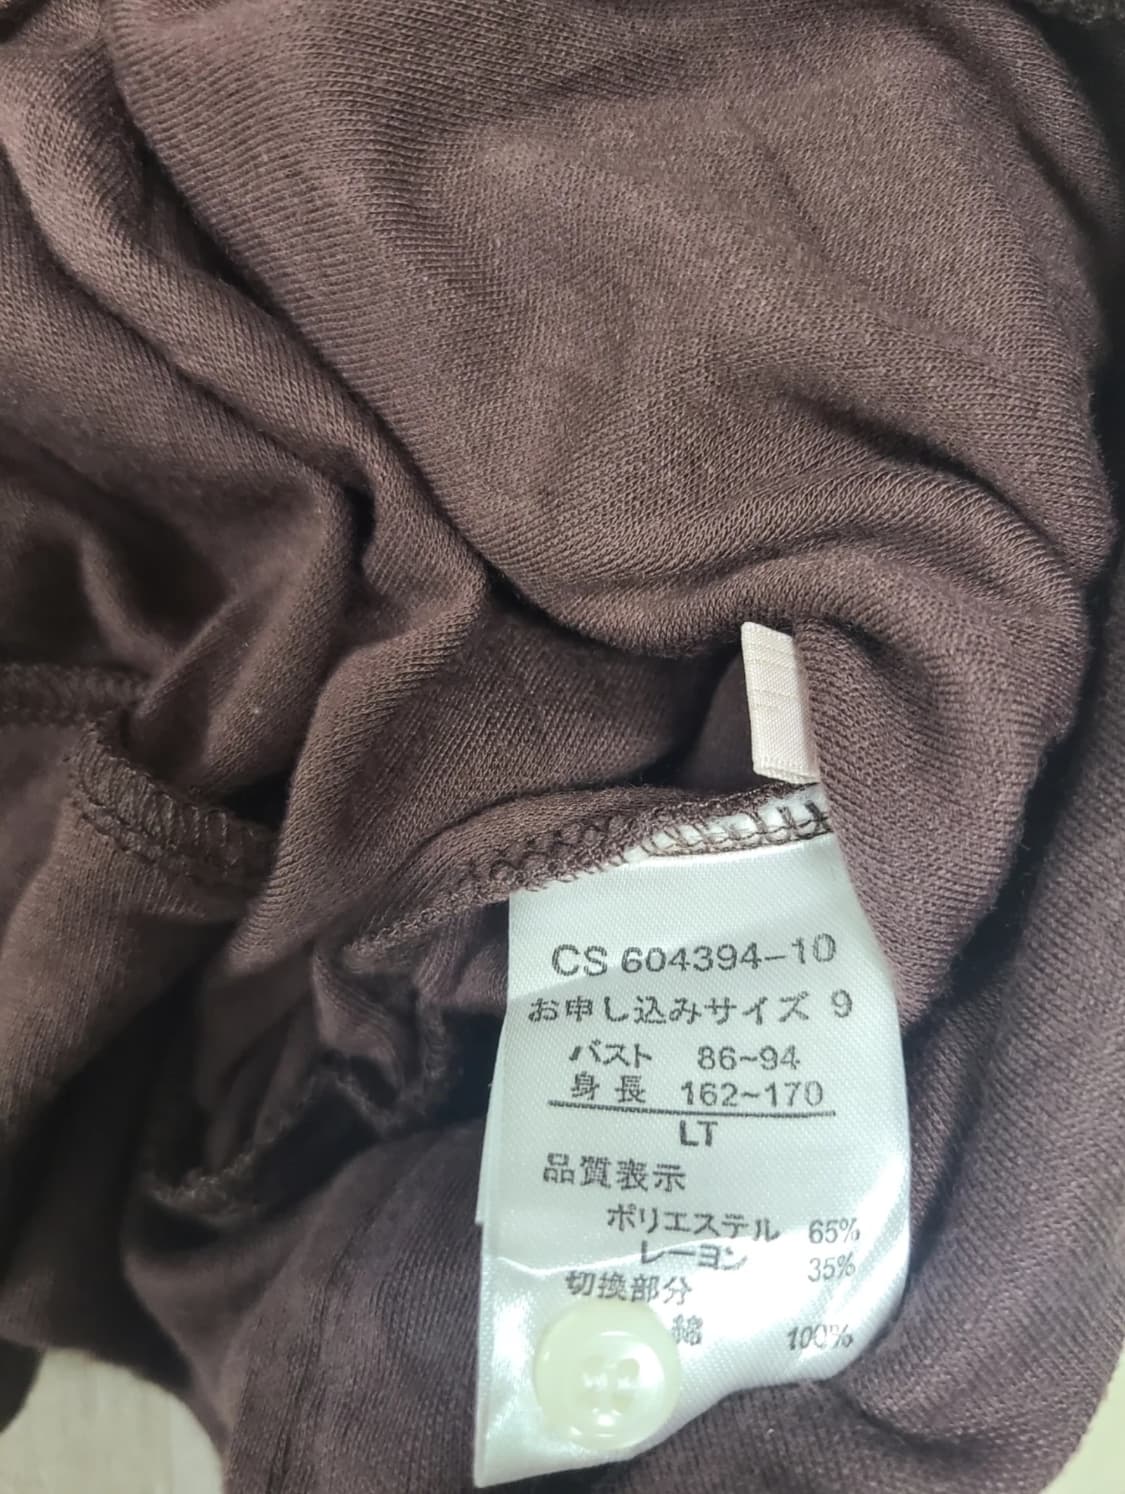 CS 604394-10
お申し込みサイズ 9
バスト 86~94
身長 162~170
LT
品質表示
ポリエステル 65%
レーヨン 35%
切換部分
綿 100%